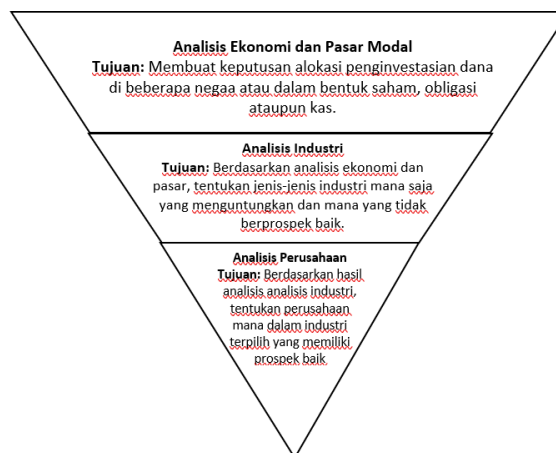 Analisis Ekonomi dan Pasar Modal
Tujuan: Membuat keputusan alokasi penginvestasian dana
di beberapa negaa atau dalam bentuk saham, obligasi
ataupun kas.
Analisis Industri
Tujuan: Berdasarkan analisis ekonomi dan
pasar, tentukan jenis-jenis industri mana saja
yang menguntungkan dan mana yang tidak
berprospek baik.
Analisis Perusahaan
Tujuan: Berdasarkan hasil
analisis analisis industri,
tentukan perusahaan
mana dalam industri
terpilih yang memiliki
prospek baik